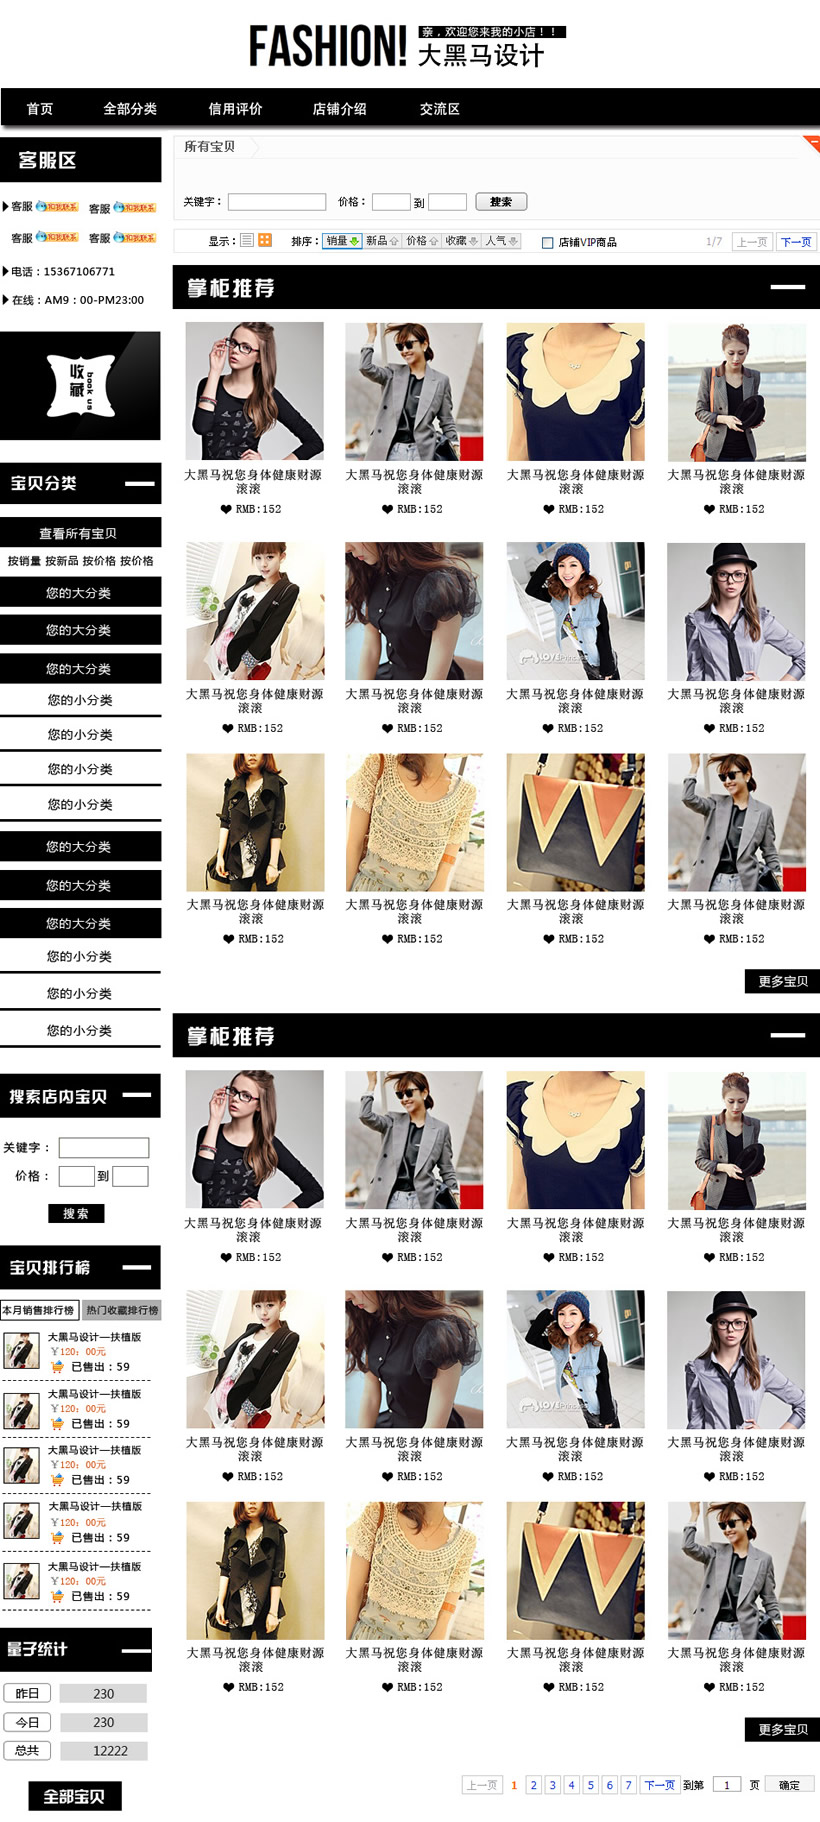 FASHION!
亲，欢迎您来我的小店！！
大黑马设计
首页 全部分类 信用评价 店铺介绍 交流区
客服区
客服 和我联系 客服 和我联系
客服 和我联系 客服 和我联系
电话：15367106771
在线：AM9：00-PM23:00
收藏
book us
宝贝分类
查看所有宝贝
按销量 按新品 按价格 按价格
您的大分类
您的大分类
您的大分类
您的小分类
您的小分类
您的小分类
您的小分类
您的大分类
您的大分类
您的大分类
您的小分类
您的小分类
您的小分类
搜索店内宝贝
关键字：
价格： 到
搜索
宝贝排行榜
本月销售排行榜 热门收藏排行榜
大黑马设计—扶植版
￥120：00元
已售出：59
大黑马设计—扶植版
￥120：00元
已售出：59
大黑马设计—扶植版
￥120：00元
已售出：59
大黑马设计—扶植版
￥120：00元
已售出：59
大黑马设计—扶植版
￥120：00元
已售出：59
量子统计
昨日 230
今日 230
总共 12222
全部宝贝
所有宝贝
关键字： 价格： 到 搜索
显示： 排序： 销量 新品 价格 收藏 人气 店铺VIP商品 1/7 上一页 下一页
掌柜推荐
大黑马祝您身体健康财源 大黑马祝您身体健康财源 大黑马祝您身体健康财源 大黑马祝您身体健康财源
滚滚 滚滚 滚滚 滚滚
RMB:152 RMB:152 RMB:152 RMB:152
LOVE
大黑马祝您身体健康财源 大黑马祝您身体健康财源 大黑马祝您身体健康财源 大黑马祝您身体健康财源
滚滚 滚滚 滚滚 滚滚
RMB:152 RMB:152 RMB:152 RMB:152
大黑马祝您身体健康财源 大黑马祝您身体健康财源 大黑马祝您身体健康财源 大黑马祝您身体健康财源
滚滚 滚滚 滚滚 滚滚
RMB:152 RMB:152 RMB:152 RMB:152
更多宝贝
掌柜推荐
大黑马祝您身体健康财源 大黑马祝您身体健康财源 大黑马祝您身体健康财源 大黑马祝您身体健康财源
滚滚 滚滚 滚滚 滚滚
RMB:152 RMB:152 RMB:152 RMB:152
LOVE
大黑马祝您身体健康财源 大黑马祝您身体健康财源 大黑马祝您身体健康财源 大黑马祝您身体健康财源
滚滚 滚滚 滚滚 滚滚
RMB:152 RMB:152 RMB:152 RMB:152
大黑马祝您身体健康财源 大黑马祝您身体健康财源 大黑马祝您身体健康财源 大黑马祝您身体健康财源
滚滚 滚滚 滚滚 滚滚
RMB:152 RMB:152 RMB:152 RMB:152
更多宝贝
上一页 1 2 3 4 5 6 7 下一页 到第 1 页 确定